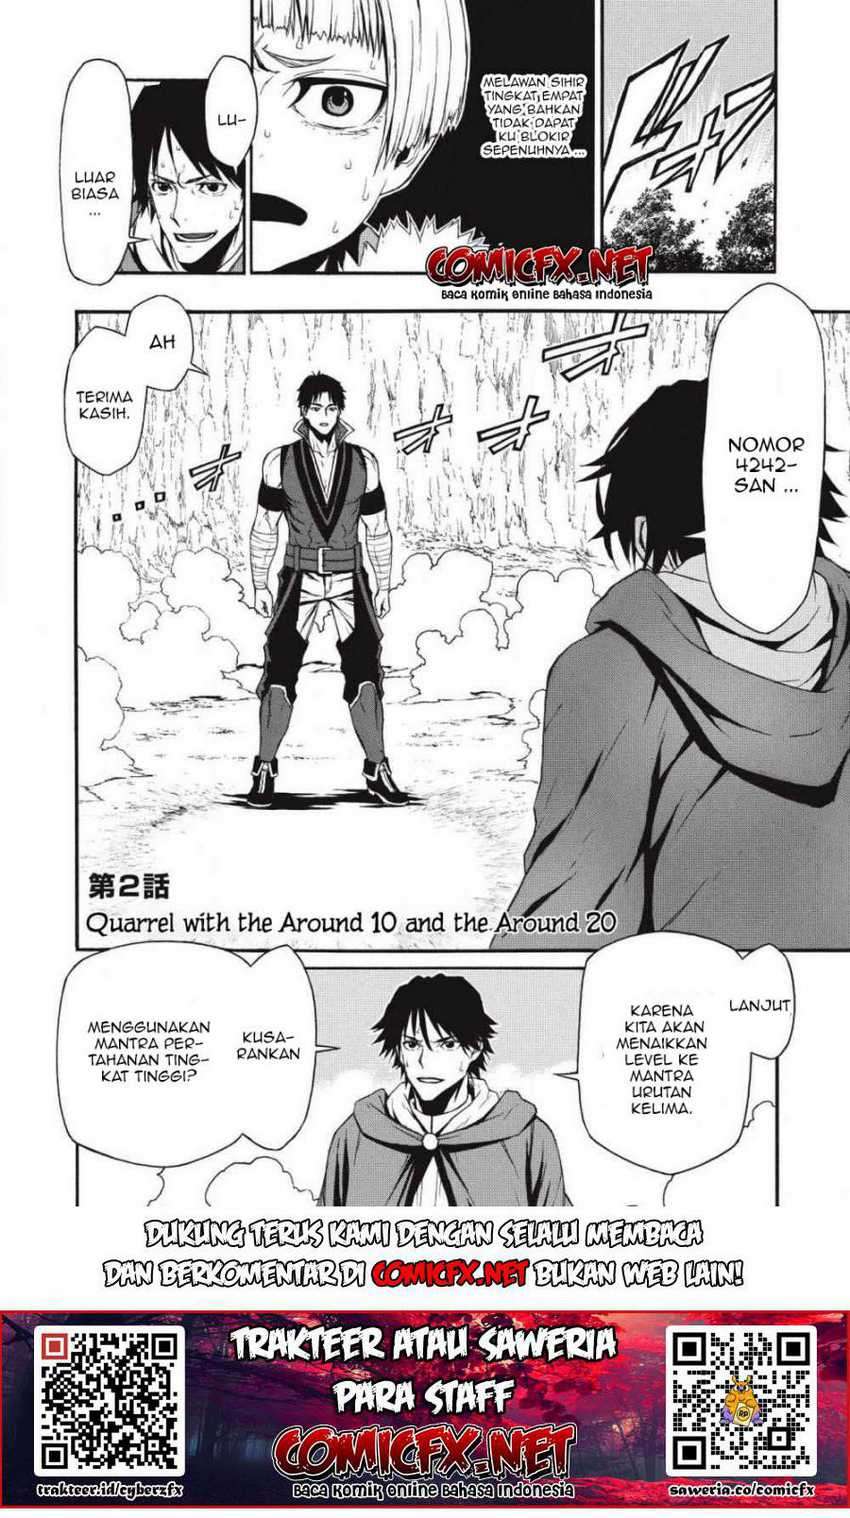 MELAWAN SIHIR
TINGKAT EMPAT
YANG BAHKAN
TIDAK DAPAT
KU BLOKIR
SEPENUHNYA ...
LU-
LUAR
BIASA
...
COMICFX.NET
Baca Komik Online Bahasa Indonesia
NOMOR
4242-
SAN ...
AH
TERIMA
KASIH.
第2話
Quarrel with the Around 10 and the Around 20
LANJUT
KARENA
KITA AKAN
MENAIKKAN
LEVEL KE
MANTRA
URUTAN
KELIMA.
KUSA-
RANKAN
MENGGUNAKAN
MANTRA PER-
TAHANAN TING-
KAT TINGGI?
DUKUNG TERUS KAMI DENGAN SELALU MEMBACA
DAN BERKOMENTAR DI COMICFX.NET BUKAN WEB LAIN!
TRAKTEER ATAU SAWERIA
PARA STAFF
COMICFX.NET
Baca Komik Online Bahasa Indonesia
trakteer.id/cyberzfx
RP
saweria.co/comicfx